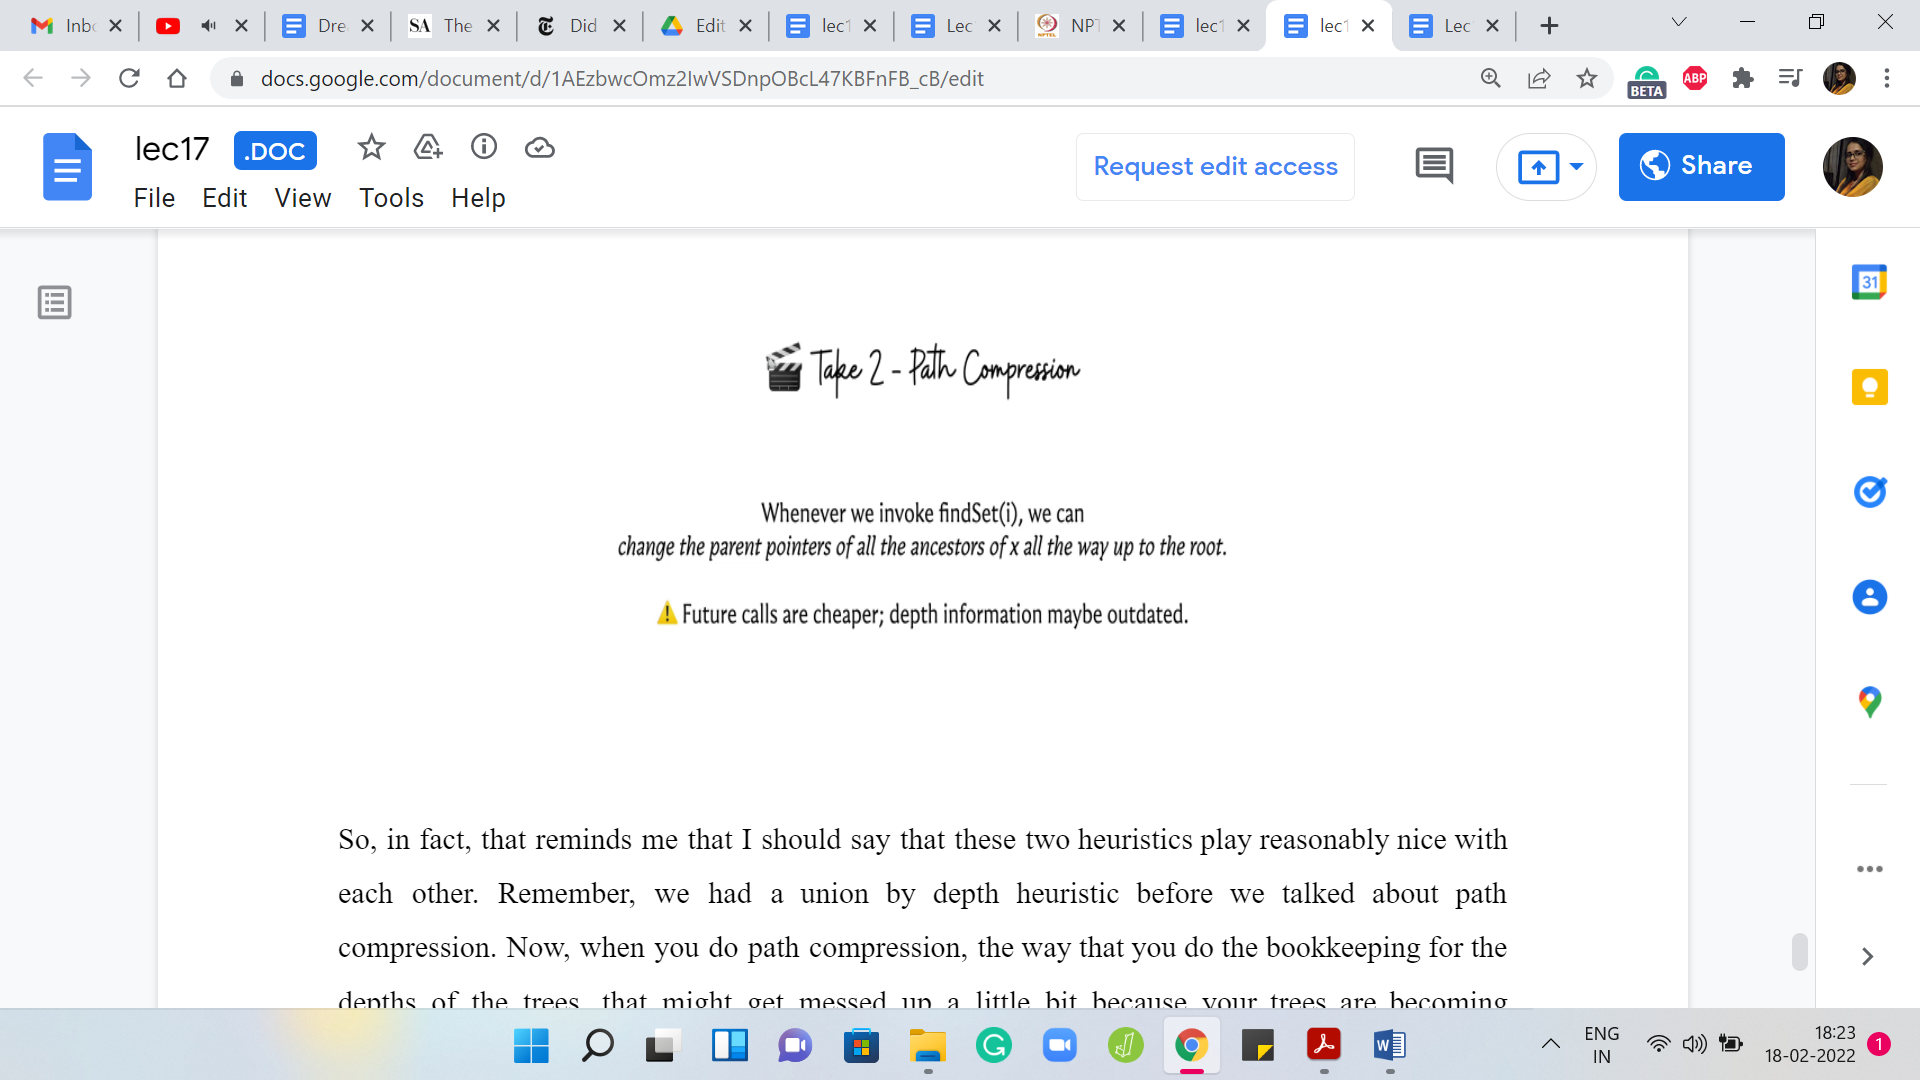 Inbc
Dre
SA The
Did
Edit
lec1
Lec
NPT
lec1
lec1
Lec
docs.google.com/document/d/1AEzbwcOmz2IwVSDnpOBcL47KBFnFB_cB/edit
ABP
BETA
lec17 .DOC
File Edit View Tools Help
Request edit access
Share
31
Take 2 - Path Compression
Whenever we invoke findSet(i), we can
change the parent pointers of all the ancestors of x all the way up to the root.
⚠ Future calls are cheaper; depth information maybe outdated.
So, in fact, that reminds me that I should say that these two heuristics play reasonably nice with
each other. Remember, we had a union by depth heuristic before we talked about path
compression. Now, when you do path compression, the way that you do the bookkeeping for the
depths of the trees, that might get messed up a little bit because your trees are becoming
ENG
IN
18:23
18-02-2022
1